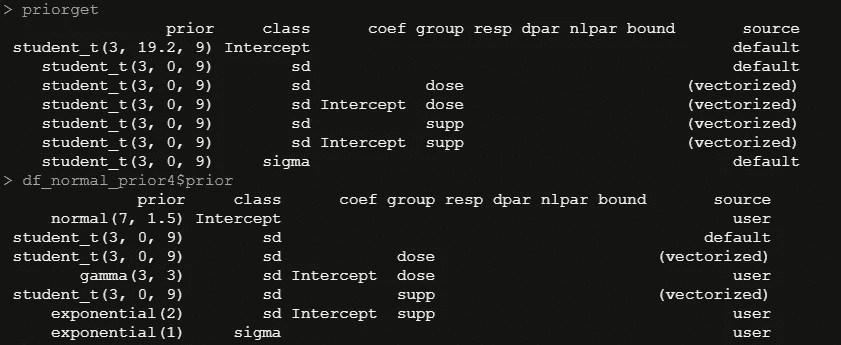 > priorget
                prior     class      coef group resp dpar nlpar bound       source
 student_t(3, 19.2, 9) Intercept                                            default
    student_t(3, 0, 9)        sd                                            default
    student_t(3, 0, 9)        sd            dose                       (vectorized)
    student_t(3, 0, 9)        sd Intercept  dose                       (vectorized)
    student_t(3, 0, 9)        sd            supp                       (vectorized)
    student_t(3, 0, 9)        sd Intercept  supp                       (vectorized)
    student_t(3, 0, 9)     sigma                                            default
> df_normal_prior4$prior
              prior     class      coef group resp dpar nlpar bound       source
     normal(7, 1.5) Intercept                                               user
 student_t(3, 0, 9)        sd                                            default
 student_t(3, 0, 9)        sd            dose                       (vectorized)
        gamma(3, 3)        sd Intercept  dose                               user
 student_t(3, 0, 9)        sd            supp                       (vectorized)
     exponential(2)        sd Intercept  supp                               user
     exponential(1)     sigma                                               user